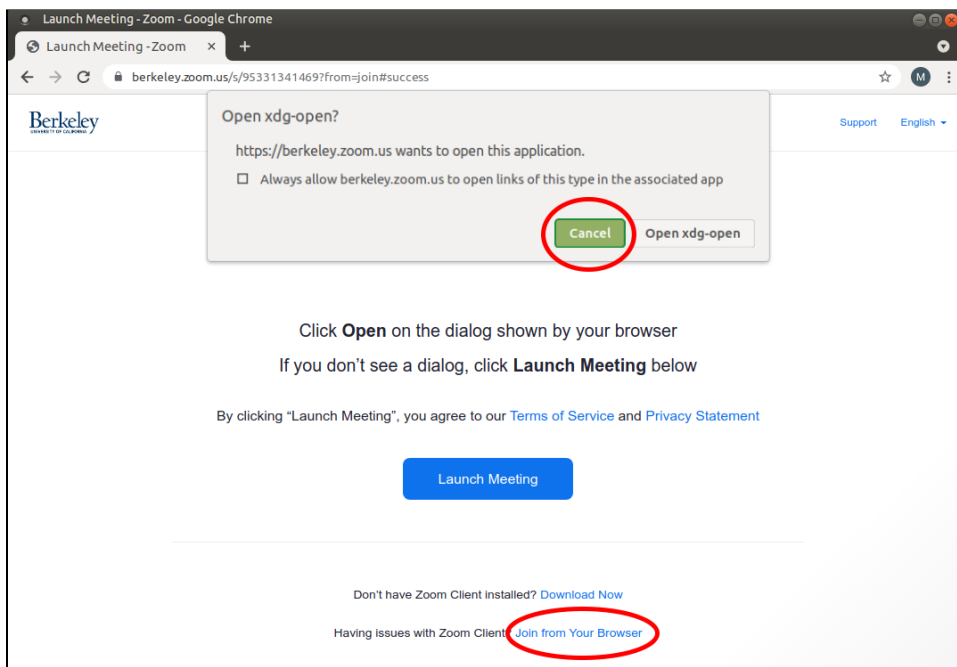 Launch Meeting - Zoom - Google Chrome
Launch Meeting - Zoom × +
berkeley.zoom.us/s/95331341469?from=join#success
M
Berkeley
UNIVERSITY OF CALIFORNIA
Support English
Open xdg-open?
https://berkeley.zoom.us wants to open this application.
Always allow berkeley.zoom.us to open links of this type in the associated app
Cancel Open xdg-open
Click Open on the dialog shown by your browser
If you don't see a dialog, click Launch Meeting below
By clicking “Launch Meeting”, you agree to our Terms of Service and Privacy Statement
Launch Meeting
Don't have Zoom Client installed? Download Now
Having issues with Zoom Client? Join from Your Browser